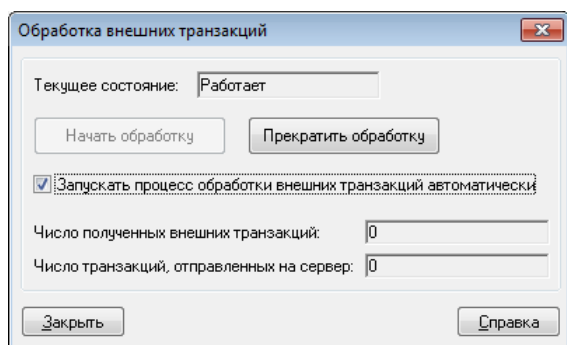 Обработка внешних транзакций
Текущее состояние: Работает
Начать обработку Прекратить обработку
Запускать процесс обработки внешних транзакций автоматически
Число полученных внешних транзакций: 0
Число транзакций, отправленных на сервер: 0
Закрыть Справка